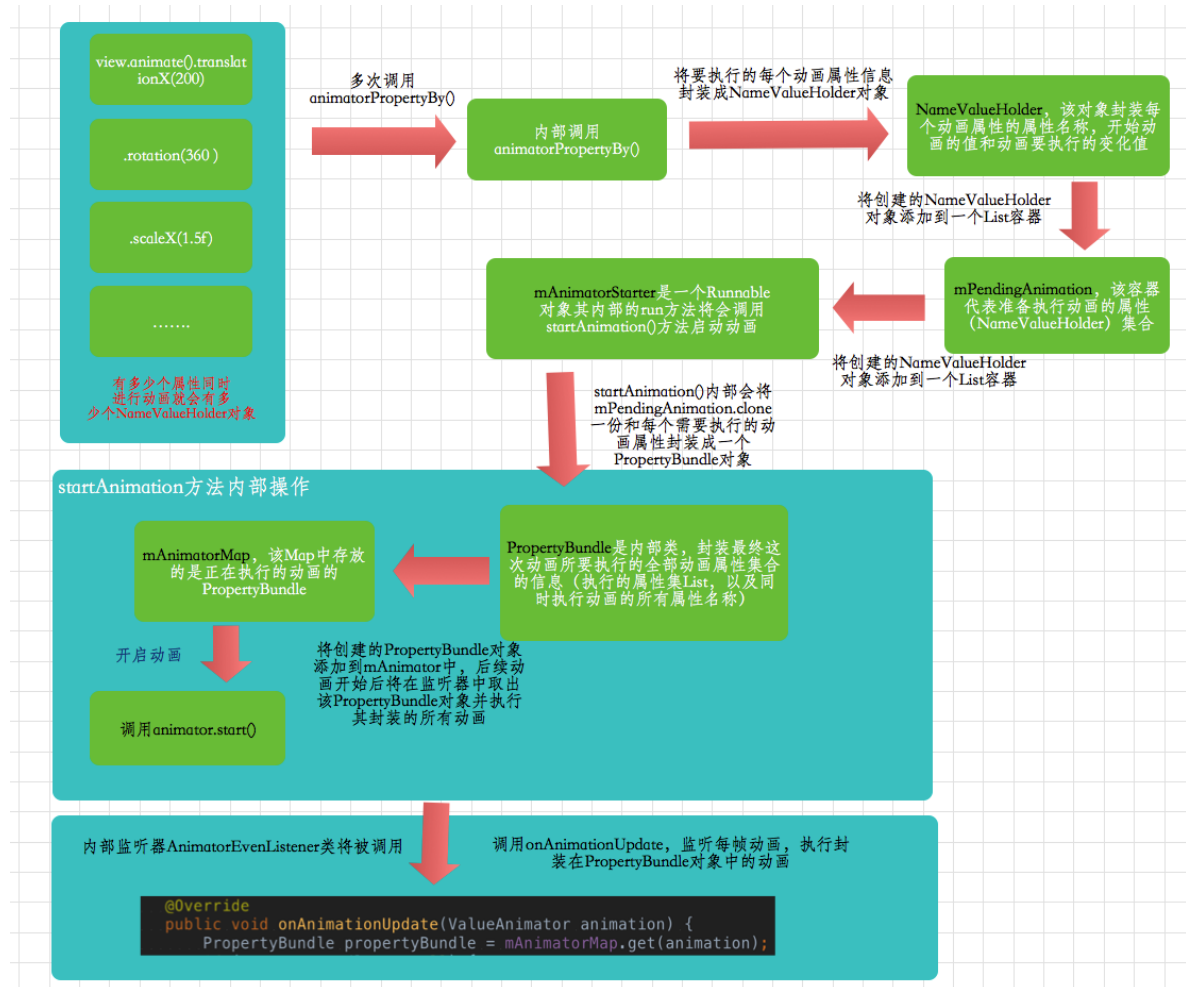 view.animate().translat
ionX(200)
.rotation(360 )
.scaleX(1.5f)
.......
有多少个属性同时
进行动画就会有多
少个NameValueHolder对象
多次调用
animatorPropertyBy()
内部调用
animatorPropertyBy()
将要执行的每个动画属性信息
封装成NameValueHolder对象
NameValueHolder，该对象封装每
个动画属性的属性名称，开始动
画的值和动画要执行的变化值
将创建的NameValueHolder
对象添加到一个List容器
mPendingAnimation，该容器
代表准备执行动画的属性
（NameValueHolder）集合
将创建的NameValueHolder
对象添加到一个List容器
mAnimatorStarter是一个Runnable
对象其内部的run方法将会调用
startAnimation()方法启动动画
startAnimation()内部会将
mPendingAnimation.clone
一份和每个需要执行的动
画属性封装成一个
PropertyBundle对象
startAnimation方法内部操作
PropertyBundle是内部类，封装最终这
次动画所要执行的全部动画属性集合
的信息（执行的属性集List，以及同
时执行动画的所有属性名称）
mAnimatorMap，该Map中存放
的是正在执行的动画的
PropertyBundle
将创建的PropertyBundle对象
添加到mAnimator中，后续动
画开始后将在监听器中取出
该PropertyBundle对象并执行
其封装的所有动画
开启动画
调用animator.start()
内部监听器AnimatorEvenListener类将被调用
调用onAnimationUpdate，监听每帧动画，执行封
装在PropertyBundle对象中的动画
@Override
public void onAnimationUpdate(ValueAnimator animation) {
PropertyBundle propertyBundle = mAnimatorMap.get(animation);